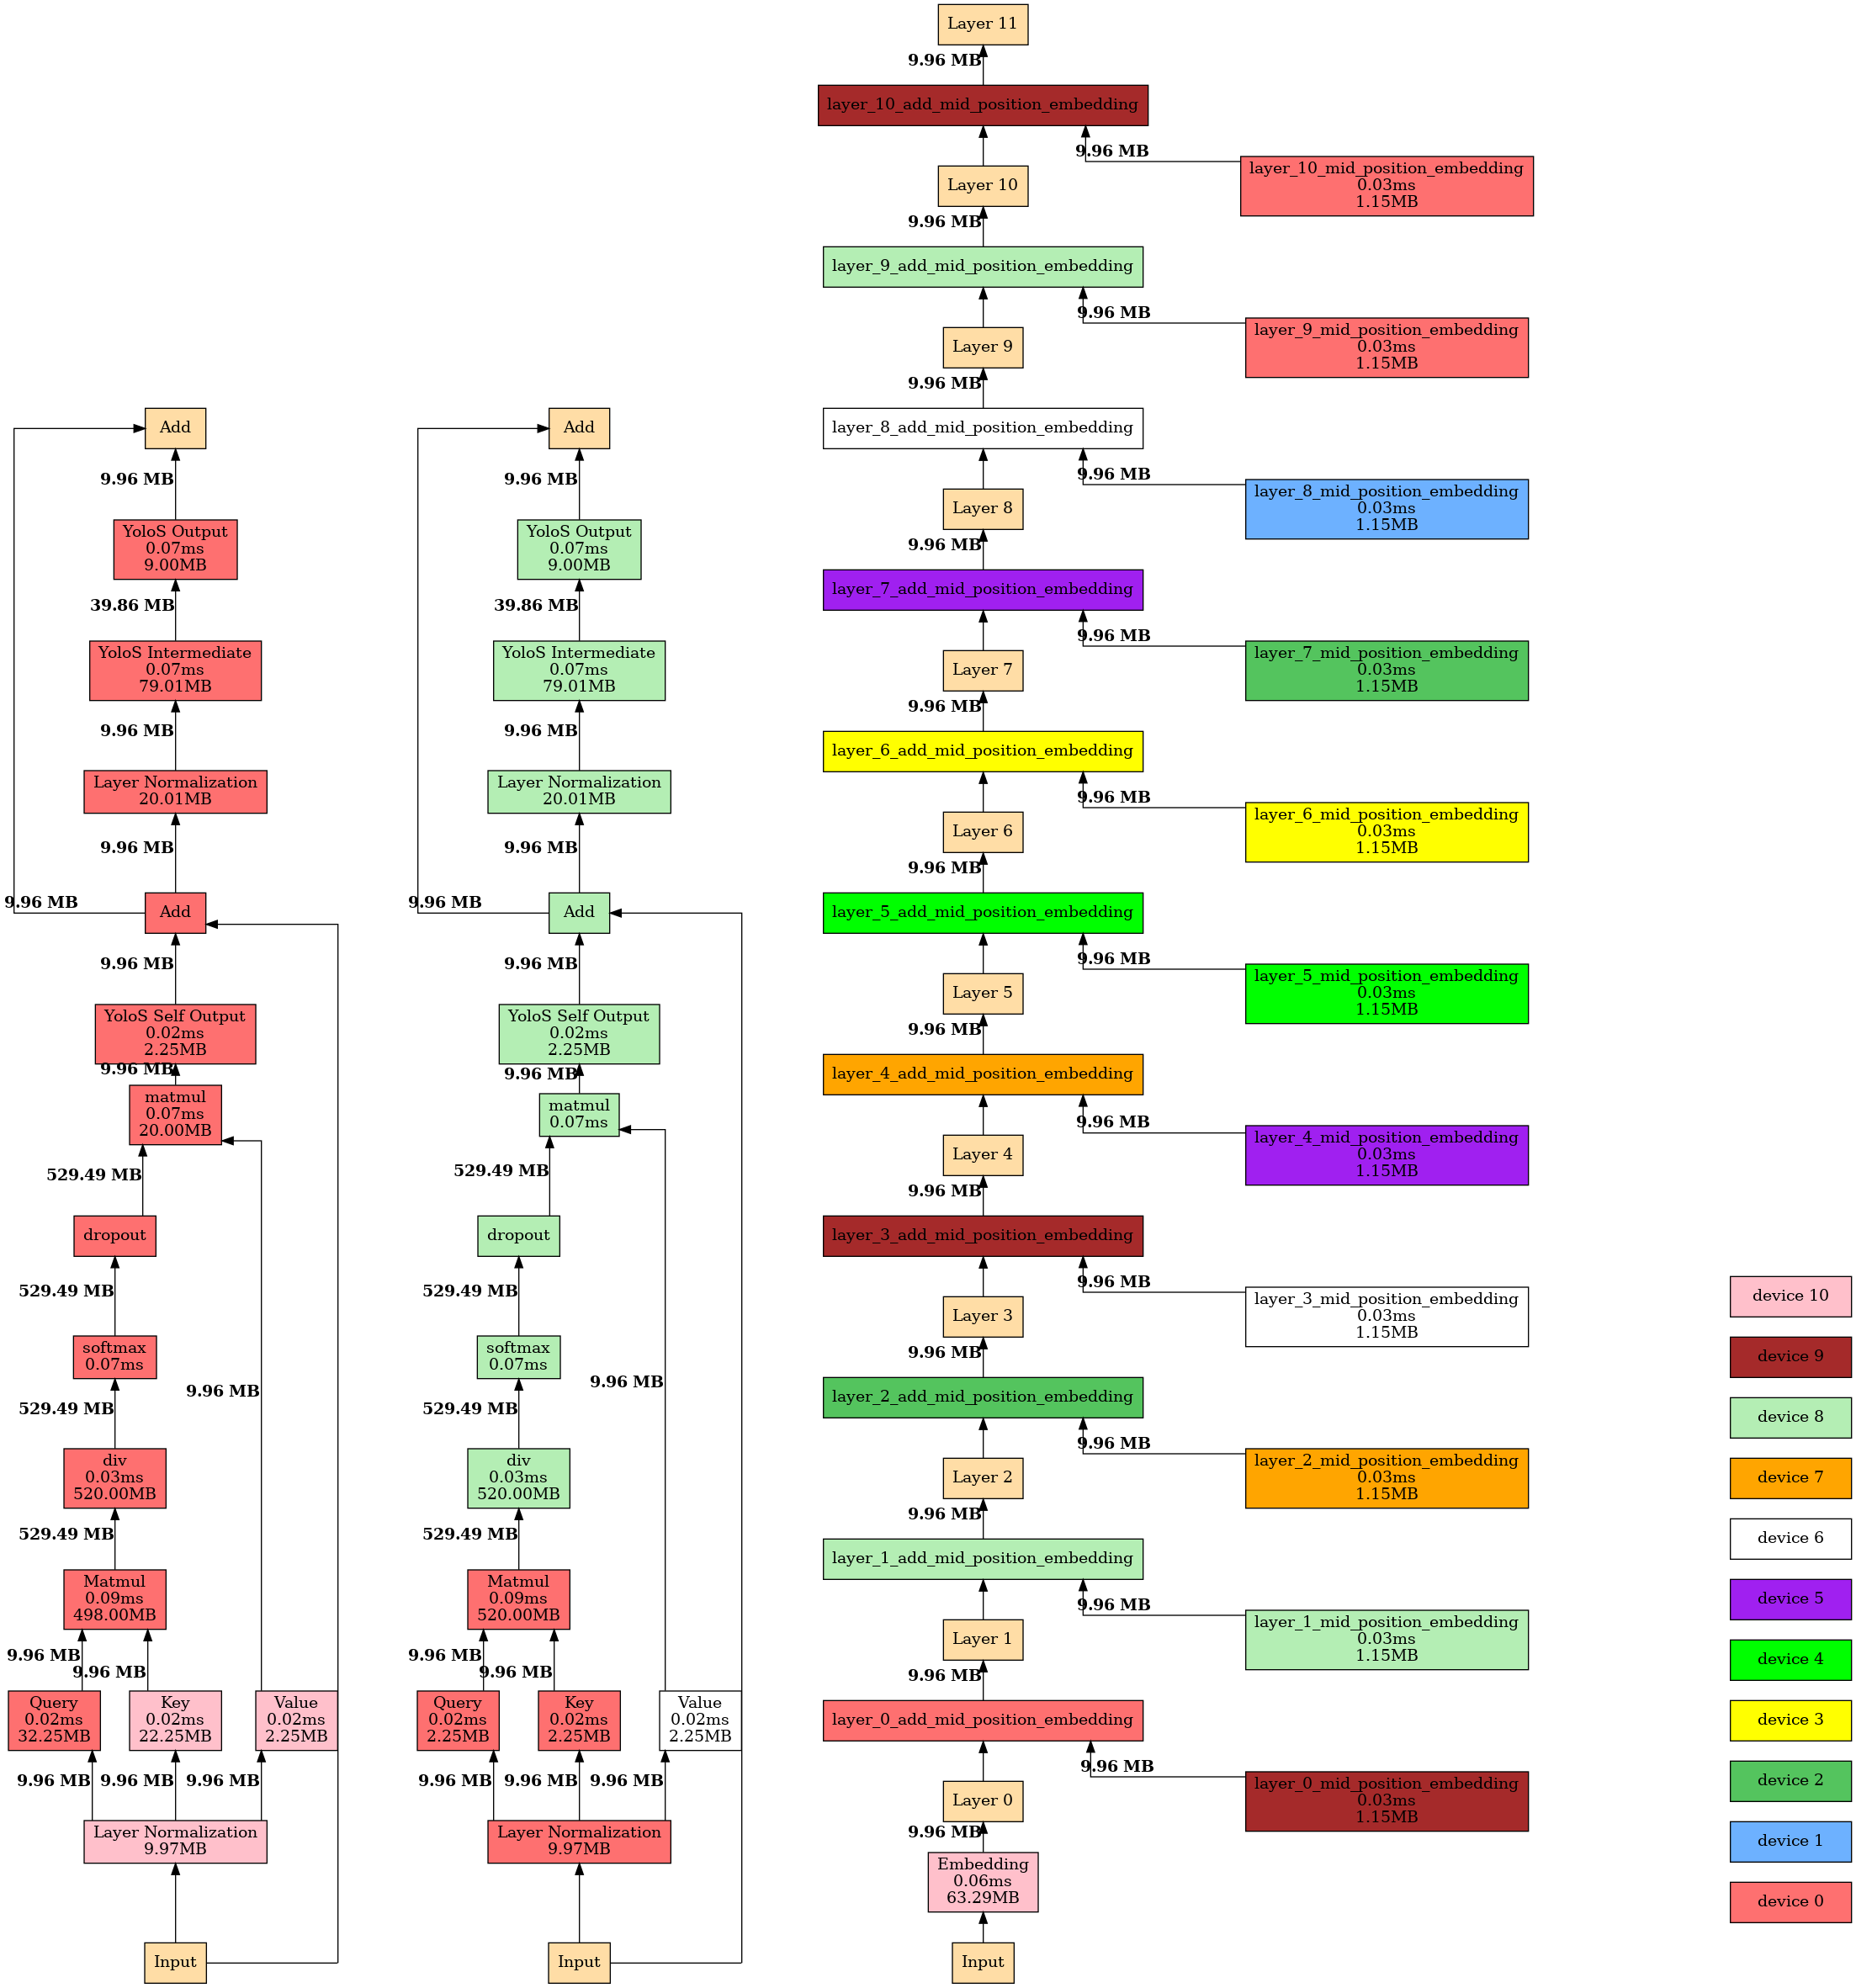 Add
9.96 MB
YoloS Output
0.07ms
9.00MB
39.86 MB
YoloS Intermediate
0.07ms
79.01MB
9.96 MB
Layer Normalization
20.01MB
9.96 MB
9.96 MB
Add
9.96 MB
YoloS Self Output
0.02ms
2.25MB
9.96 MB
matmul
0.07ms
20.00MB
529.49 MB
dropout
529.49 MB
softmax
0.07ms
529.49 MB
9.96 MB
div
0.03ms
520.00MB
529.49 MB
Matmul
0.09ms
498.00MB
9.96 MB
9.96 MB
Query
0.02ms
32.25MB
Key
0.02ms
22.25MB
Value
0.02ms
2.25MB
9.96 MB
9.96 MB
9.96 MB
Layer Normalization
9.97MB
Input
Add
9.96 MB
YoloS Output
0.07ms
9.00MB
39.86 MB
YoloS Intermediate
0.07ms
79.01MB
9.96 MB
Layer Normalization
20.01MB
9.96 MB
9.96 MB
Add
9.96 MB
YoloS Self Output
0.02ms
2.25MB
9.96 MB
matmul
0.07ms
529.49 MB
dropout
529.49 MB
softmax
0.07ms
529.49 MB
9.96 MB
div
0.03ms
520.00MB
529.49 MB
Matmul
0.09ms
520.00MB
9.96 MB
9.96 MB
Query
0.02ms
2.25MB
Key
0.02ms
2.25MB
Value
0.02ms
2.25MB
9.96 MB
9.96 MB
9.96 MB
Layer Normalization
9.97MB
Input
Layer 11
9.96 MB
layer_10_add_mid_position_embedding
9.96 MB
Layer 10
layer_10_mid_position_embedding
0.03ms
1.15MB
9.96 MB
layer_9_add_mid_position_embedding
9.96 MB
Layer 9
layer_9_mid_position_embedding
0.03ms
1.15MB
9.96 MB
layer_8_add_mid_position_embedding
9.96 MB
Layer 8
layer_8_mid_position_embedding
0.03ms
1.15MB
9.96 MB
layer_7_add_mid_position_embedding
9.96 MB
Layer 7
layer_7_mid_position_embedding
0.03ms
1.15MB
9.96 MB
layer_6_add_mid_position_embedding
9.96 MB
Layer 6
layer_6_mid_position_embedding
0.03ms
1.15MB
9.96 MB
layer_5_add_mid_position_embedding
9.96 MB
Layer 5
layer_5_mid_position_embedding
0.03ms
1.15MB
9.96 MB
layer_4_add_mid_position_embedding
9.96 MB
Layer 4
layer_4_mid_position_embedding
0.03ms
1.15MB
9.96 MB
layer_3_add_mid_position_embedding
9.96 MB
Layer 3
layer_3_mid_position_embedding
0.03ms
1.15MB
9.96 MB
layer_2_add_mid_position_embedding
9.96 MB
Layer 2
layer_2_mid_position_embedding
0.03ms
1.15MB
9.96 MB
layer_1_add_mid_position_embedding
9.96 MB
Layer 1
layer_1_mid_position_embedding
0.03ms
1.15MB
9.96 MB
layer_0_add_mid_position_embedding
9.96 MB
Layer 0
layer_0_mid_position_embedding
0.03ms
1.15MB
9.96 MB
Embedding
0.06ms
63.29MB
Input
device 10
device 9
device 8
device 7
device 6
device 5
device 4
device 3
device 2
device 1
device 0